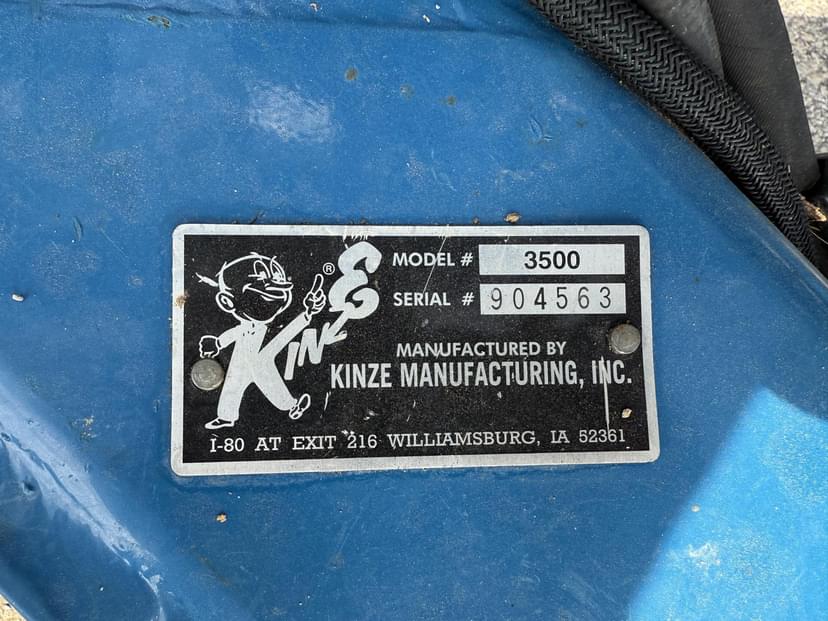 KINZE ®
MODEL # 3500
SERIAL # 904563
MANUFACTURED BY
KINZE MANUFACTURING, INC.
I-80 AT EXIT 216 WILLIAMSBURG, IA 52361